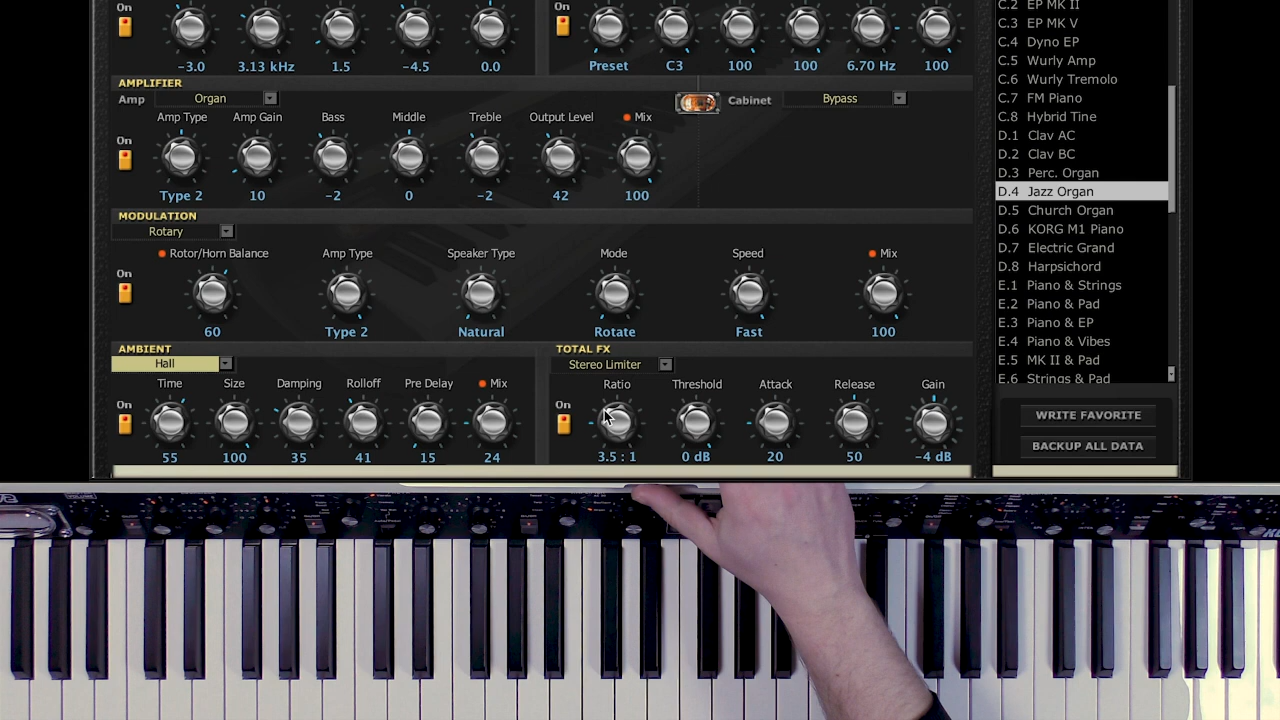 On
-3.0 3.13 kHz 1.5 -4.5 0.0
On
Preset C3 100 100 6.70 Hz 100
AMPLIFIER
Amp Organ
Cabinet Bypass
Amp Type Amp Gain Bass Middle Treble Output Level Mix
On
Type 2 10 -2 0 -2 42 100
MODULATION
Rotary
Rotor/Horn Balance Amp Type Speaker Type Mode Speed Mix
On
60 Type 2 Natural Rotate Fast 100
AMBIENT
Hall
Time Size Damping Rolloff Pre Delay Mix
On
55 100 35 41 15 24
TOTAL FX
Stereo Limiter
Ratio Threshold Attack Release Gain
On
3.5 : 1 0 dB 20 50 -4 dB
C.2 EP MK II
C.3 EP MK V
C.4 Dyno EP
C.5 Wurly Amp
C.6 Wurly Tremolo
C.7 FM Piano
C.8 Hybrid Tine
D.1 Clav AC
D.2 Clav BC
D.3 Perc. Organ
D.4 Jazz Organ
D.5 Church Organ
D.6 KORG M1 Piano
D.7 Electric Grand
D.8 Harpsichord
E.1 Piano & Strings
E.2 Piano & Pad
E.3 Piano & EP
E.4 Piano & Vibes
E.5 MK II & Pad
E.6 Strings & Pad
WRITE FAVORITE
BACKUP ALL DATA